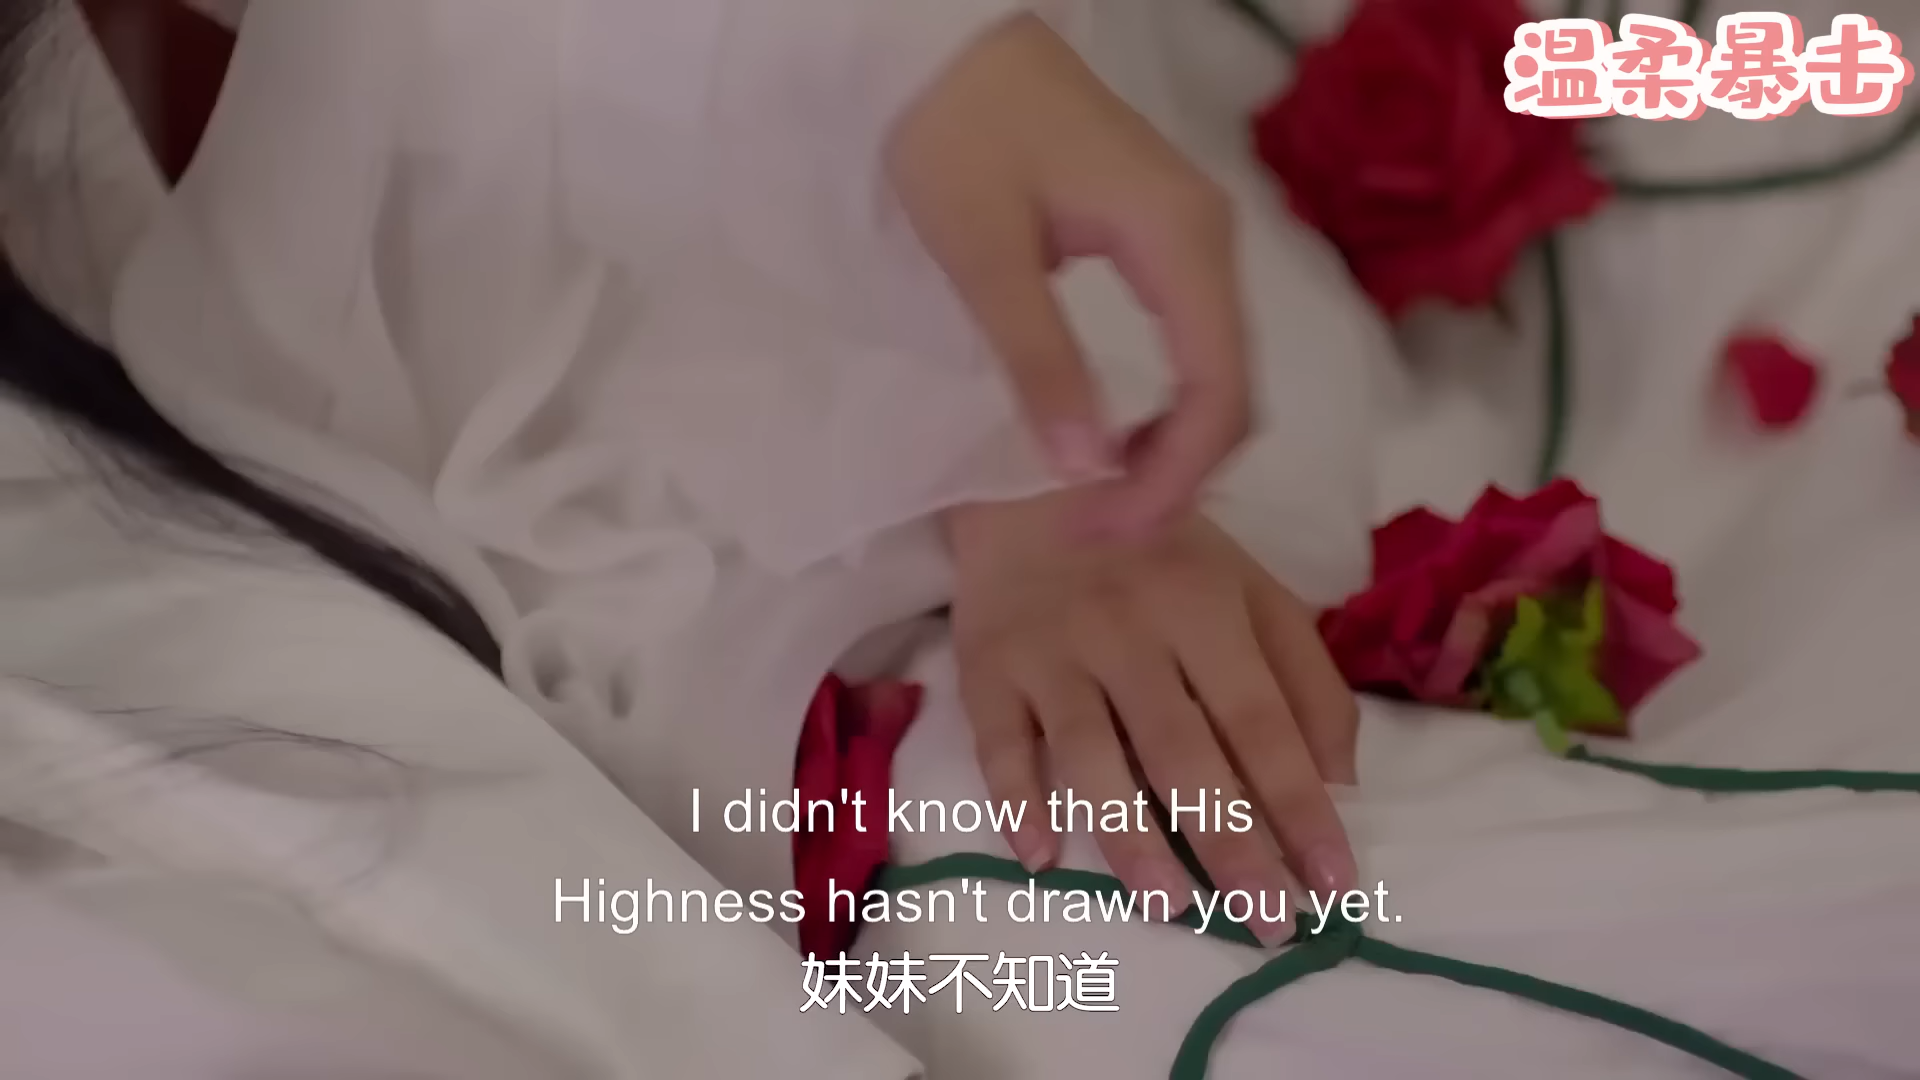 温柔暴击
I didn't know that His
Highness hasn't drawn you yet.
妹妹不知道